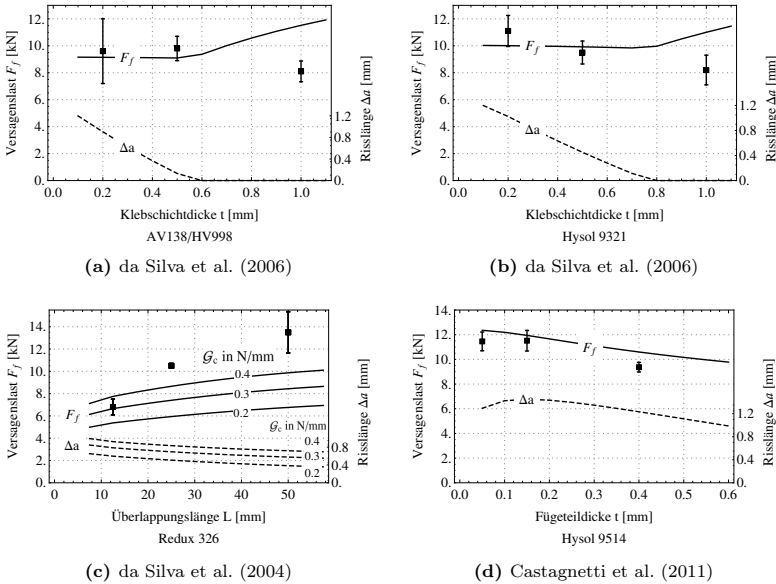 Versagenslast F_f [kN]
12.
10.
8.
6.
4.
2.
0.
F_f
Δa
1.2
0.8
0.4
0.
Risslänge Δa [mm]
0.0 0.2 0.4 0.6 0.8 1.0
Klebschichtdicke t [mm]
AV138/HV998
(a) da Silva et al. (2006)
Versagenslast F_f [kN]
12.
10.
8.
6.
4.
2.
0.
F_f
Δa
1.2
0.8
0.4
0.
Risslänge Δa [mm]
0.0 0.2 0.4 0.6 0.8 1.0
Klebschichtdicke t [mm]
Hysol 9321
(b) da Silva et al. (2006)
Versagenslast F_f [kN]
14.
12.
10.
8.
6.
4.
2.
0.
𝒢_c in N/mm
0.4
0.3
0.2
F_f
𝒢_c in N/mm
Δa
0.4
0.3
0.2
0.8
0.4
0.
Risslänge Δa [mm]
0 10 20 30 40 50
Überlappungslänge L [mm]
Redux 326
(c) da Silva et al. (2004)
Versagenslast F_f [kN]
14.
12.
10.
8.
6.
4.
2.
0.
F_f
Δa
1.2
0.8
0.4
0.
Risslänge Δa [mm]
0.0 0.1 0.2 0.3 0.4 0.5 0.6
Fügeteildicke t [mm]
Hysol 9514
(d) Castagnetti et al. (2011)